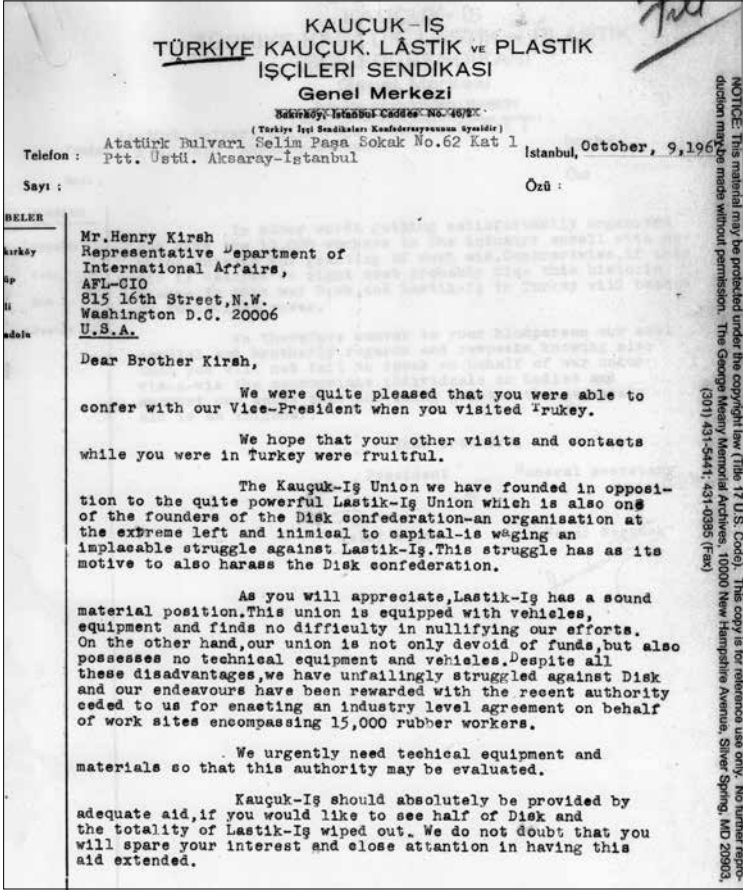 KAUÇUK-İŞ
TÜRKİYE KAUÇUK. LÂSTİK VE PLASTİK
İŞÇİLERİ SENDİKASI
Genel Merkezi
Bakırköy, İstanbul Caddes No. 46/2
( Türkiye İşçi Sendikaları Konfederasyonunun üyesidir )
Atatürk Bulvarı Selim Paşa Sokak No.62 Kat 1
Telefon : Ptt. Üstü. Aksaray-İstanbul
İstanbul, October, 9,196
Sayı :
Özü :
BELER
kırköy
üp
li
adolu
Mr.Henry Kirsh
Representative Department of
International Affairs,
AFL-CIO
815 16th Street,N.W.
Washington D.C. 20006
U.S.A.
Dear Brother Kirsh,
We were quite pleased that you were able to
confer with our Vice-President when you visited Trukey.
We hope that your other visits and contacts
while you were in Turkey were fruitful.
The Kauçuk-İş Union we have founded in opposi-
tion to the quite powerful Lastik-Iş Union which is also one
of the founders of the Disk confederation-an organisation at
the extreme left and inimical to capital-is waging an
implacable struggle against Lastik-Iş.This struggle has as its
motive to also harass the Disk confederation.
As you will appreciate,Lastik-Iş has a sound
material position.This union is equipped with vehicles,
equipment and finds no difficulty in nullifying our efforts.
On the other hand,our union is not only devoid of funds,but also
possesses no technical equipment and vehicles.Despite all
these disadvantages,we have unfailingly struggled against Disk
and our endeavours have been rewarded with the recent authority
ceded to us for enacting an industry level agreement on behalf
of work sites encompassing 15,000 rubber workers.
We urgently need techical equipment and
materials so that this authority may be evaluated.
Kauçuk-Iş should absolutely be provided by
adequate aid,if you would like to see half of Disk and
the totality of Lastik-Iş wiped out. We do not doubt that you
will spare your interest and close attantion in having this
aid extended.
NOTICE: This material may be protected under the copyright law (Title 17 U.S. Code). This copy is for reference use only. No further repro-
duction may be made without permission. The George Meany Memorial Archives, 10000 New Hampshire Avenue, Silver Spring, MD 20903,
(301) 431-5441; 431-0385 (Fax)